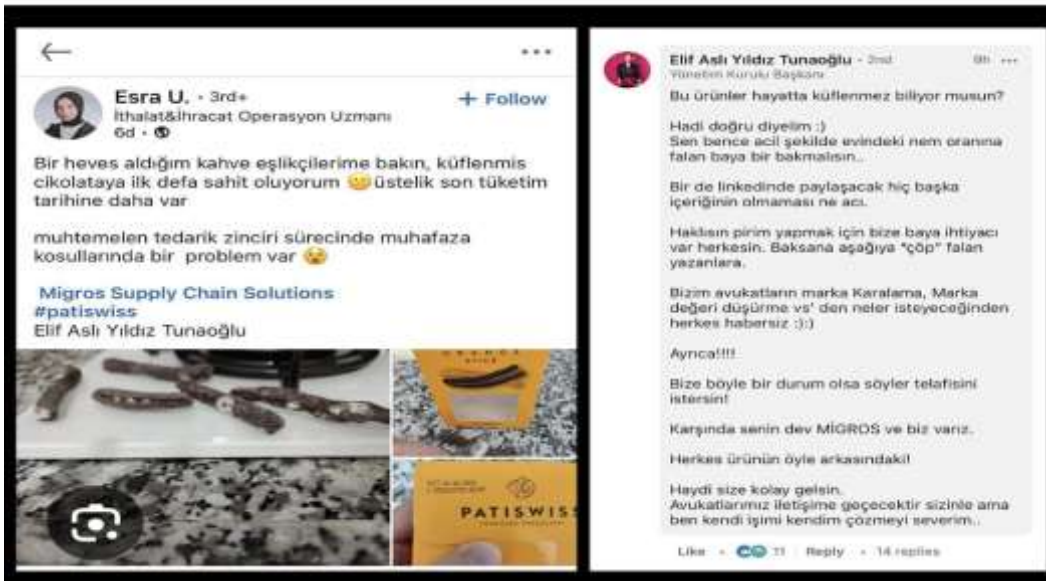 Esra U. • 3rd+
+ Follow
İthalat&İhracat Operasyon Uzmanı
6d •
Bir heves aldığım kahve eşlikçilerime bakın, küflenmis
cikolataya ilk defa sahit oluyorum üstelik son tüketim
tarihine daha var
muhtemelen tedarik zinciri sürecinde muhafaza
kosullarında bir problem var
Migros Supply Chain Solutions
#patiswiss
Elif Aslı Yıldız Tunaoğlu
PATISWISS
Elif Aslı Yıldız Tunaoğlu • 2nd
Yönetim Kurulu Başkanı
Bu ürünler hayatta küflenmez biliyor musun?
Hadi doğru diyelim :)
Sen bence acil şekilde evindeki nem oranına
falan baya bir bakmalısın..
Bir de linkedinde paylaşacak hiç başka
içeriğinin olmaması ne acı.
Haklısın pirim yapmak için bize baya ihtiyacı
var herkesin. Baksana aşağıya "çöp" falan
yazanlara.
Bizim avukatların marka Karalama, Marka
değeri düşürme vs' den neler isteyeceğinden
herkes habersiz :):)
Ayrıca!!!!
Bize böyle bir durum olsa söyler telafisini
istersin!
Karşında senin dev MİGROS ve biz varız.
Herkes ürünün öyle arkasındaki!
Haydi size kolay gelsin.
Avukatlarımız iletişime geçecektir sizinle ama
ben kendi işimi kendim çözmeyi severim..
Like • 11 Reply • 14 replies